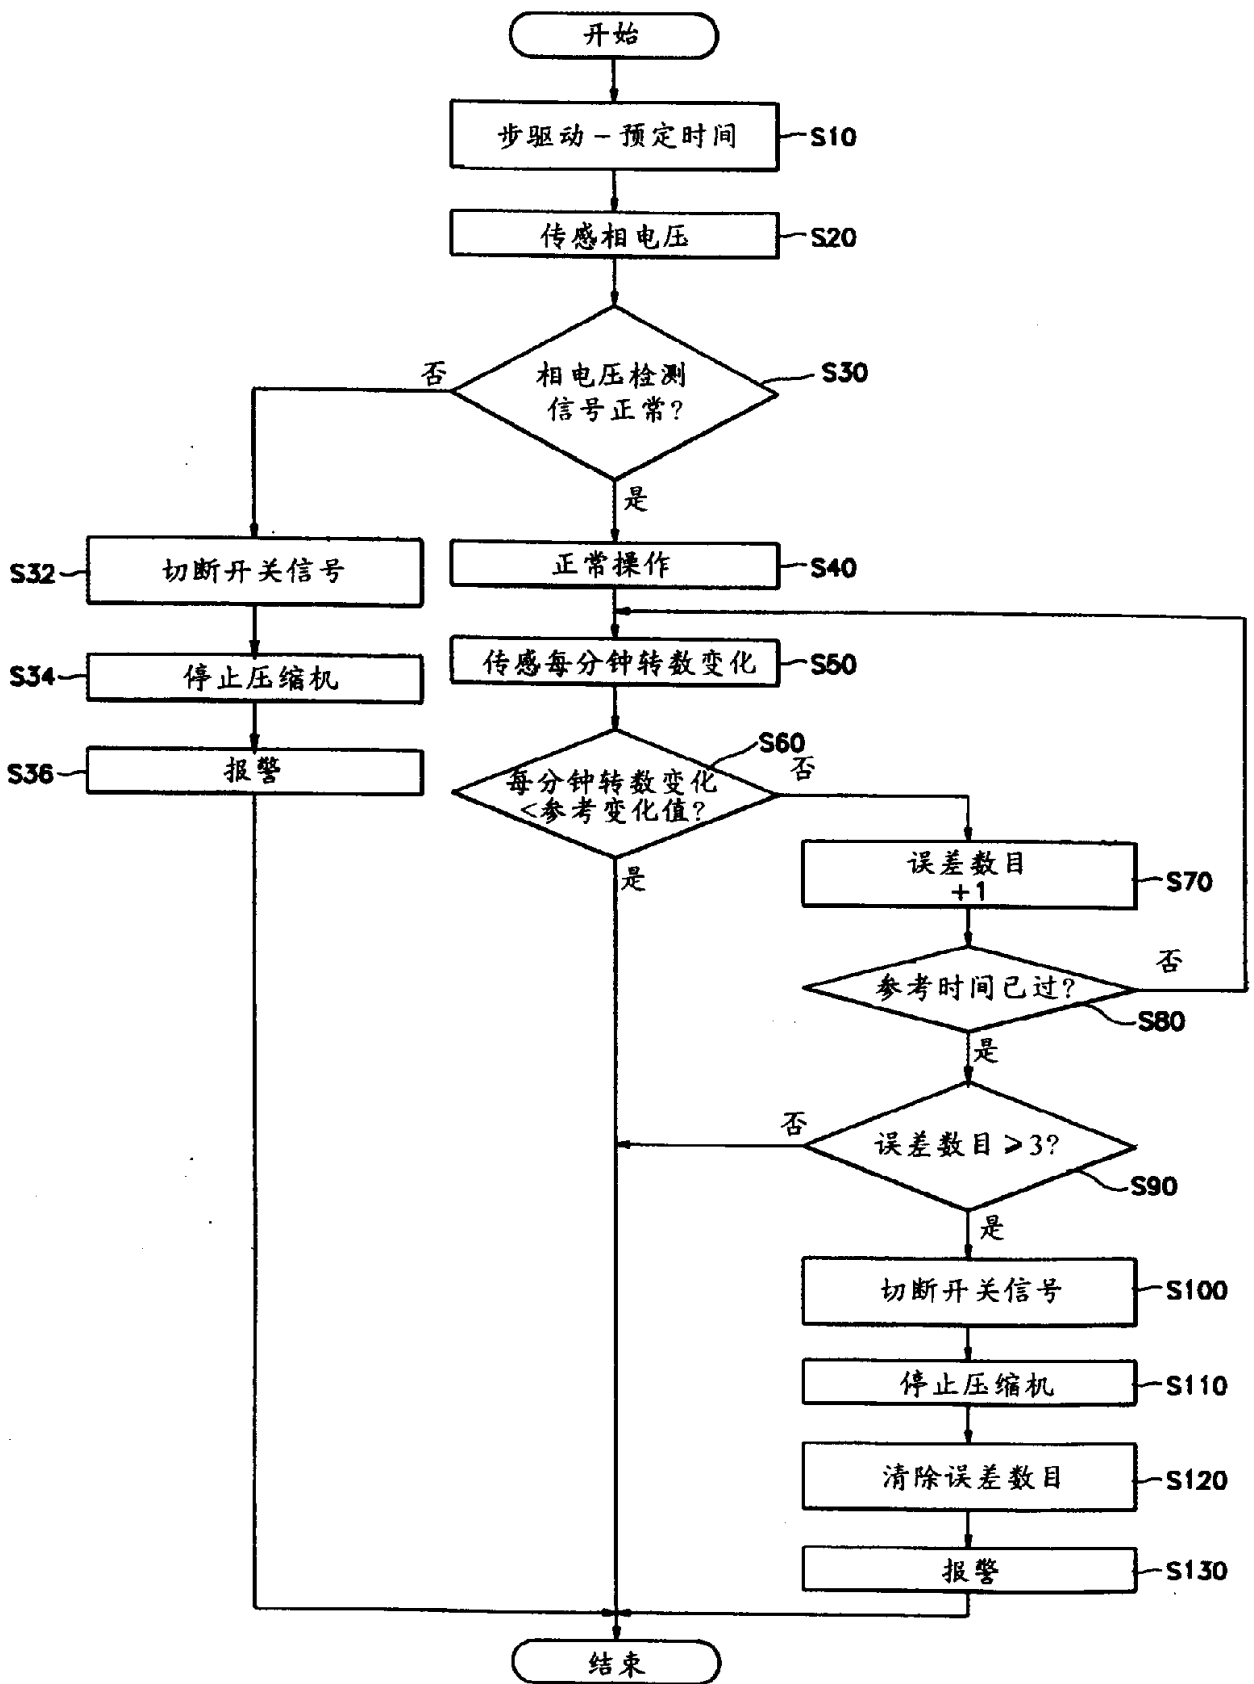 开始
步驱动－预定时间
S10
传感相电压
S20
否
相电压检测
信号正常?
S30
是
S32
切断开关信号
正常操作
S40
S34
停止压缩机
传感每分钟转数变化
S50
S36
报警
每分钟转数变化
<参考变化值?
S60
否
是
误差数目
+1
S70
参考时间已过?
否
S80
是
否
误差数目≥3?
S90
是
切断开关信号
S100
停止压缩机
S110
清除误差数目
S120
报警
S130
结束